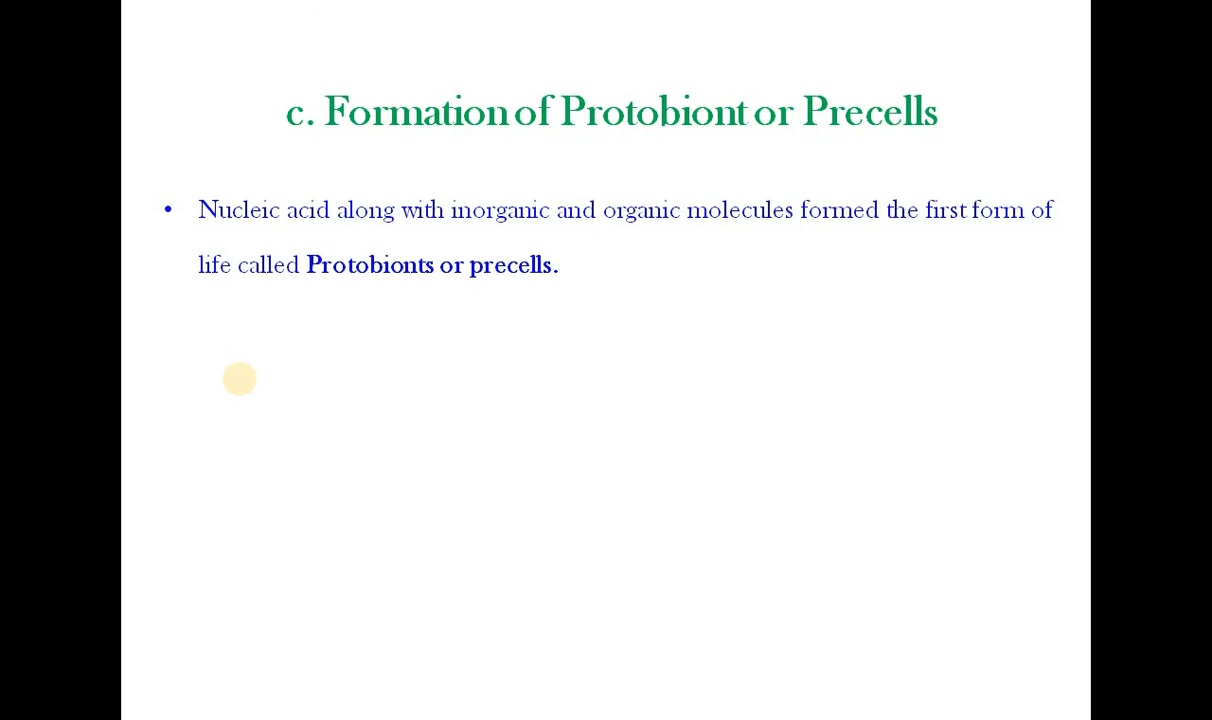 c. Formation of Protobiont or Precells
• Nucleic acid along with inorganic and organic molecules formed the first form of
life called Protobionts or precells.